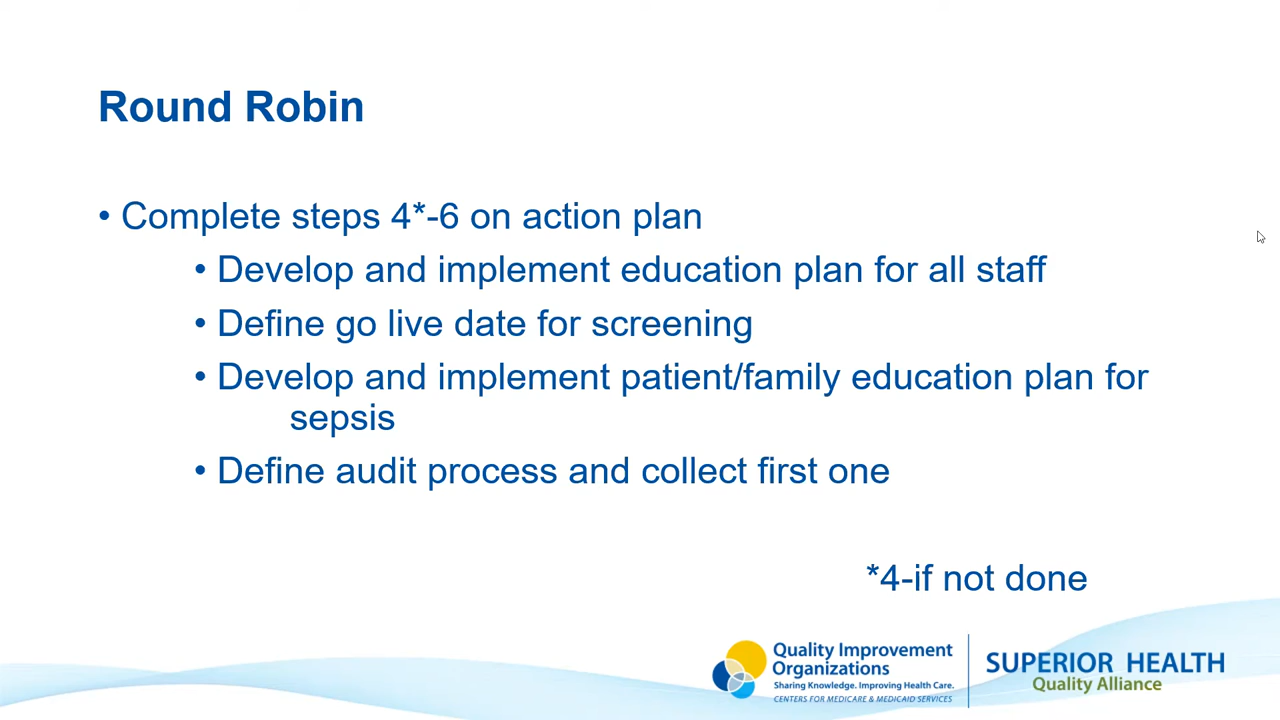 Round Robin
• Complete steps 4*-6 on action plan
• Develop and implement education plan for all staff
• Define go live date for screening
• Develop and implement patient/family education plan for
sepsis
• Define audit process and collect first one
*4-if not done
Quality Improvement
Organizations
Sharing Knowledge. Improving Health Care.
CENTERS FOR MEDICARE & MEDICAID SERVICES
SUPERIOR HEALTH
Quality Alliance